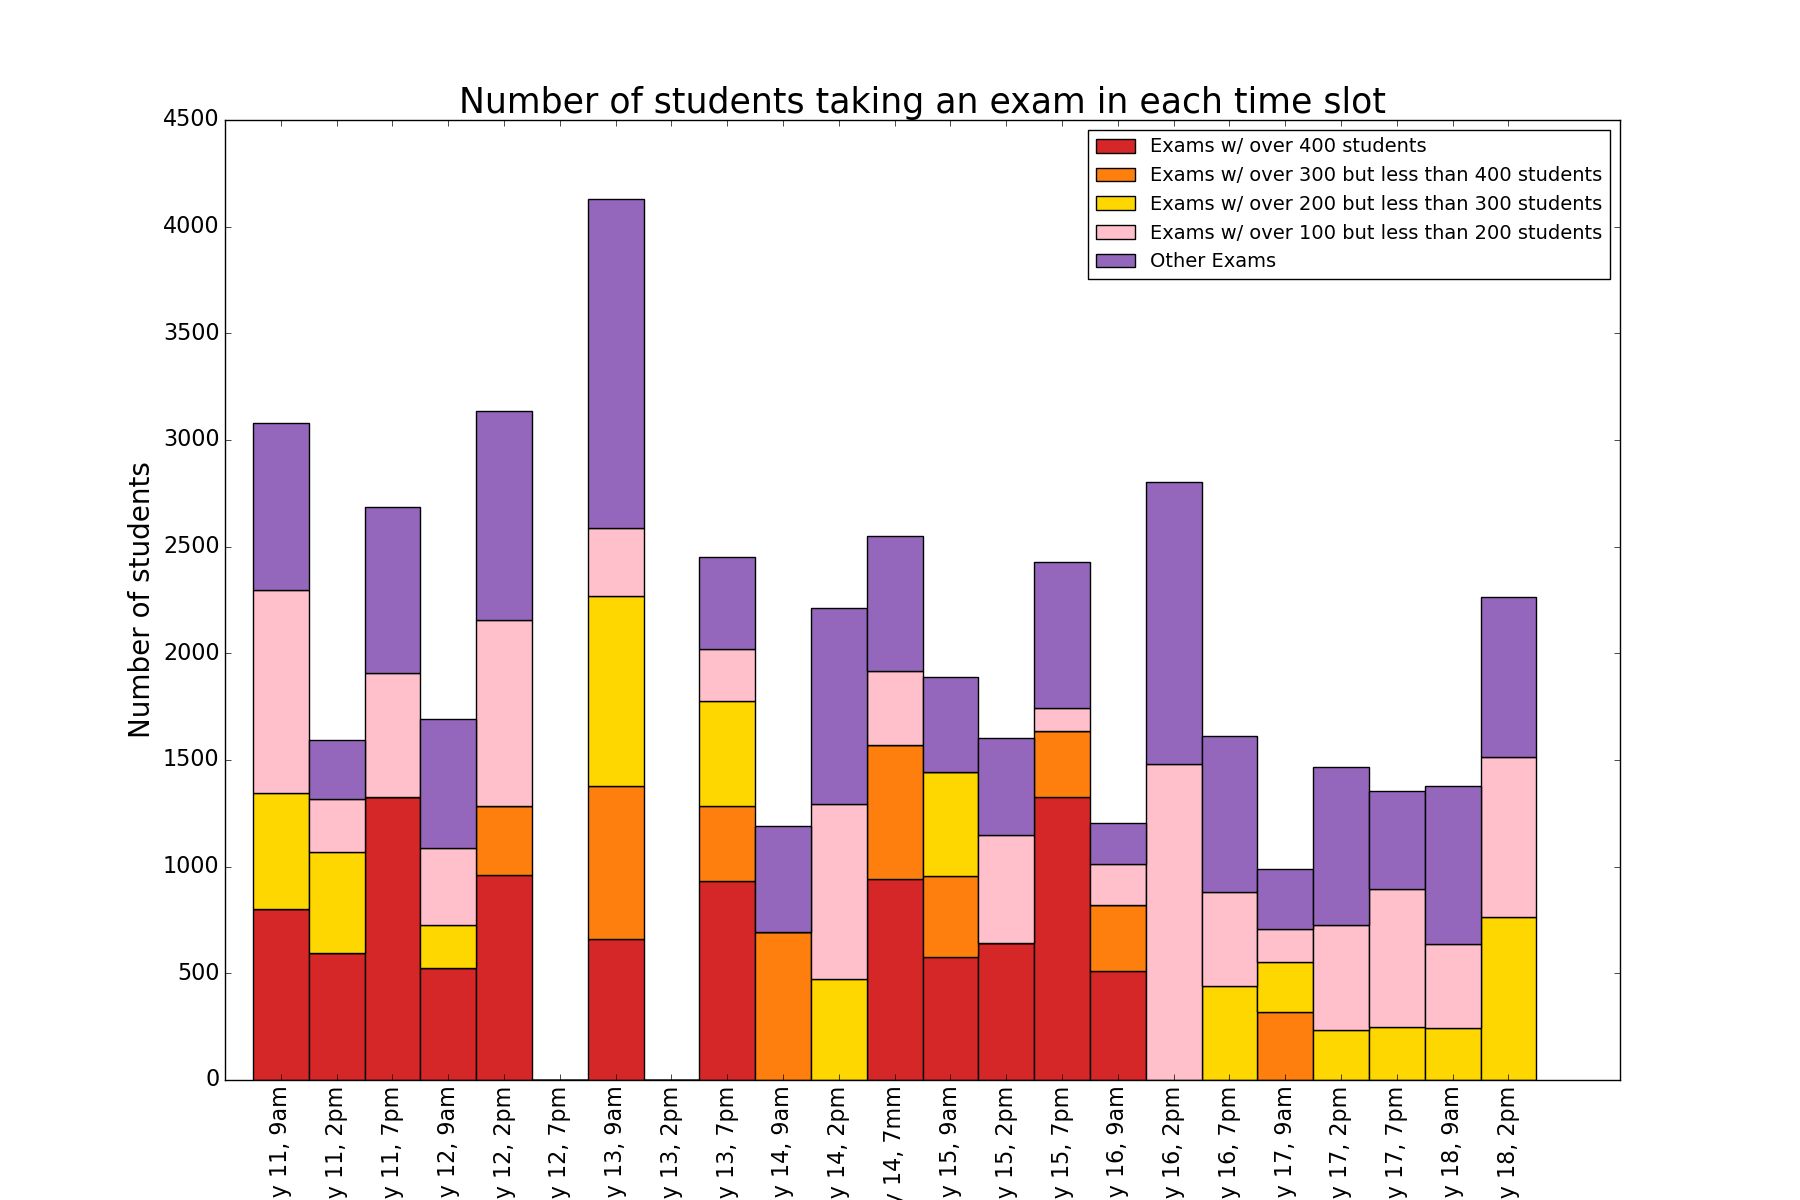 Number of students taking an exam in each time slot
Number of students
4500
4000
3500
3000
2500
2000
1500
1000
500
0
Exams w/ over 400 students
Exams w/ over 300 but less than 400 students
Exams w/ over 200 but less than 300 students
Exams w/ over 100 but less than 200 students
Other Exams
y 11, 9am
y 11, 2pm
y 11, 7pm
y 12, 9am
y 12, 2pm
y 12, 7pm
y 13, 9am
y 13, 2pm
y 13, 7pm
y 14, 9am
y 14, 2pm
y 14, 7mm
y 15, 9am
y 15, 2pm
y 15, 7pm
y 16, 9am
y 16, 2pm
y 16, 7pm
y 17, 9am
y 17, 2pm
y 17, 7pm
y 18, 9am
y 18, 2pm